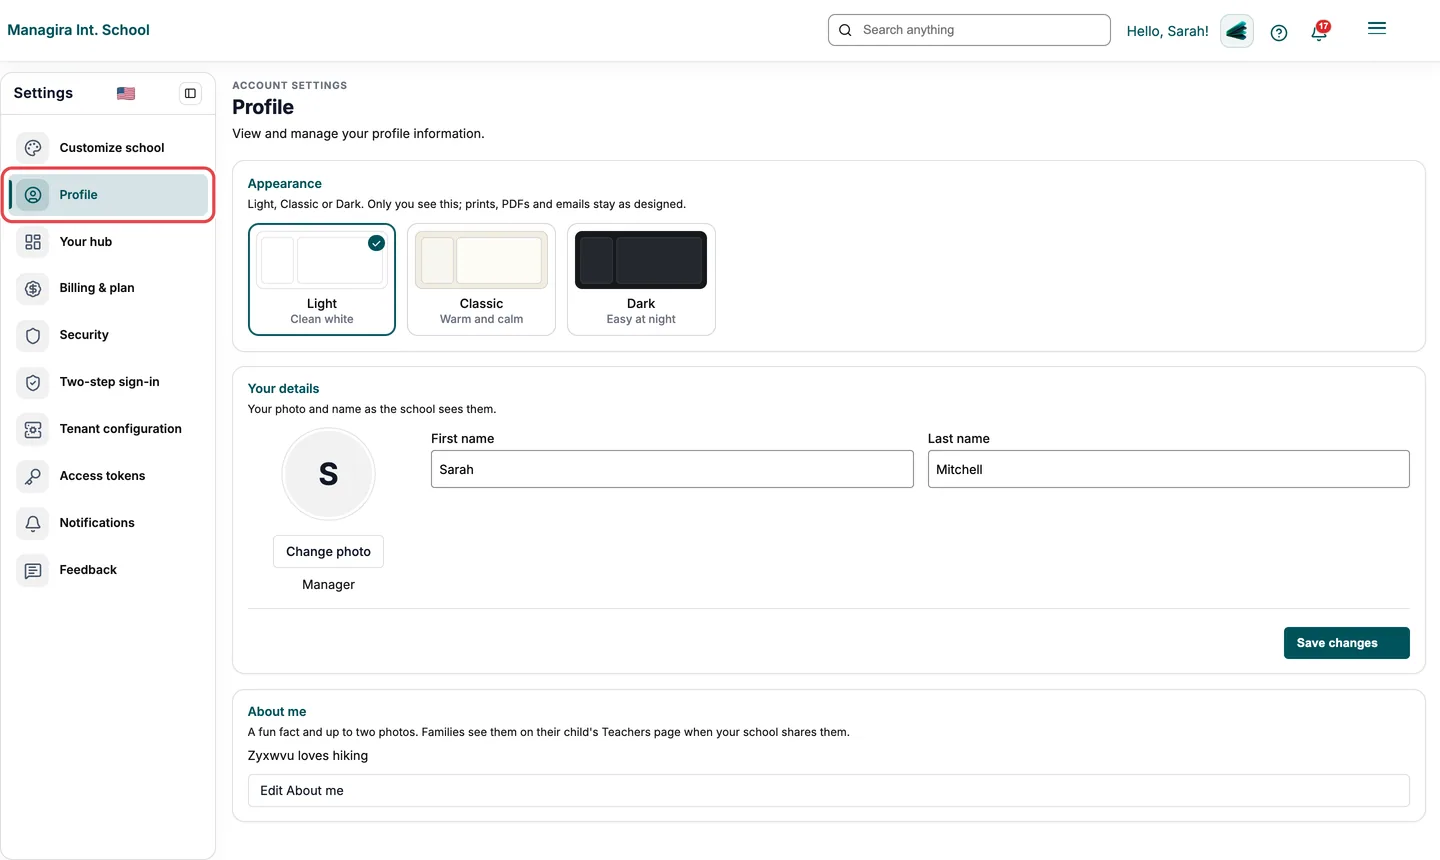 Managira Int. School
Search anything
Hello, Sarah!
17
Settings
Customize school
Profile
Your hub
Billing & plan
Security
Two-step sign-in
Tenant configuration
Access tokens
Notifications
Feedback
ACCOUNT SETTINGS
Profile
View and manage your profile information.
Appearance
Light, Classic or Dark. Only you see this; prints, PDFs and emails stay as designed.
Light
Clean white
Classic
Warm and calm
Dark
Easy at night
Your details
Your photo and name as the school sees them.
S
Change photo
Manager
First name
Sarah
Last name
Mitchell
Save changes
About me
A fun fact and up to two photos. Families see them on their child's Teachers page when your school shares them.
Zyxwvu loves hiking
Edit About me